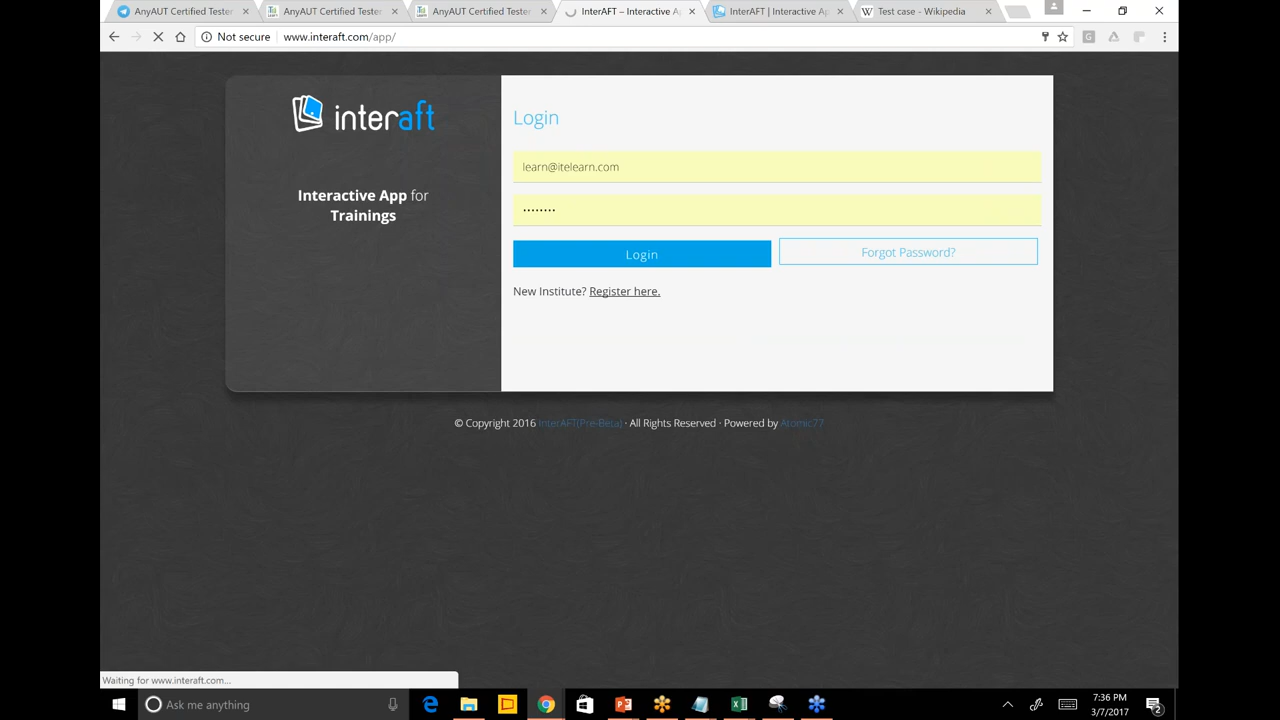 AnyAUT Certified Tester
AnyAUT Certified Tester
AnyAUT Certified Tester
InterAFT – Interactive Ap
InterAFT | Interactive Ap
Test case - Wikipedia
Not secure
www.interaft.com/app/
interaft
Interactive App for
Trainings
Login
learn@itelearn.com
········
Login
Forgot Password?
New Institute? Register here.
© Copyright 2016 InterAFT(Pre-Beta) · All Rights Reserved · Powered by Atomic77
Waiting for www.interaft.com...
Ask me anything
7:36 PM
3/7/2017
2